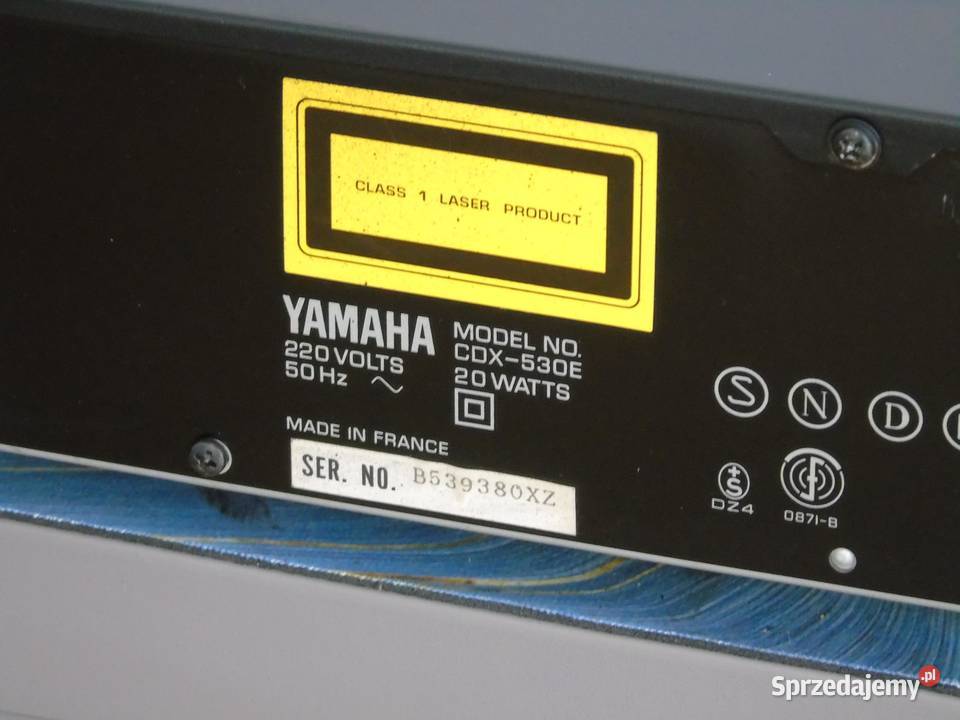 CLASS 1 LASER PRODUCT
YAMAHA
220 VOLTS
50 Hz ~
MODEL NO.
CDX-530E
20 WATTS
MADE IN FRANCE
SER. NO. B539380XZ
S N D
S
DZ4
0871-B
Sprzedajemy.pl